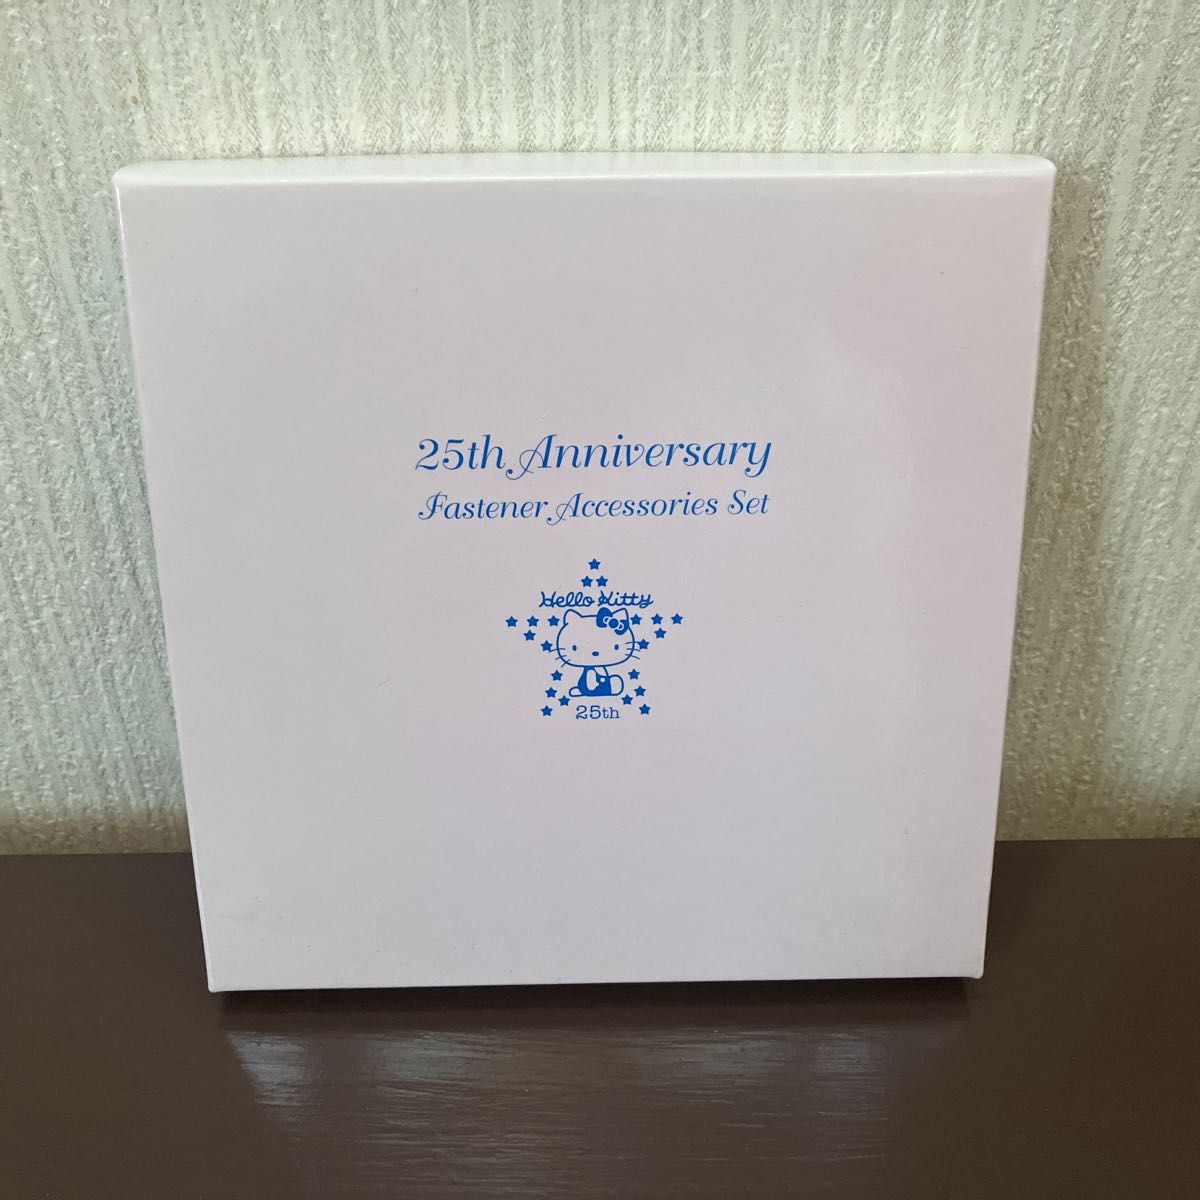 25th Anniversary
Fastener Accessories Set
Hello Kitty
25th